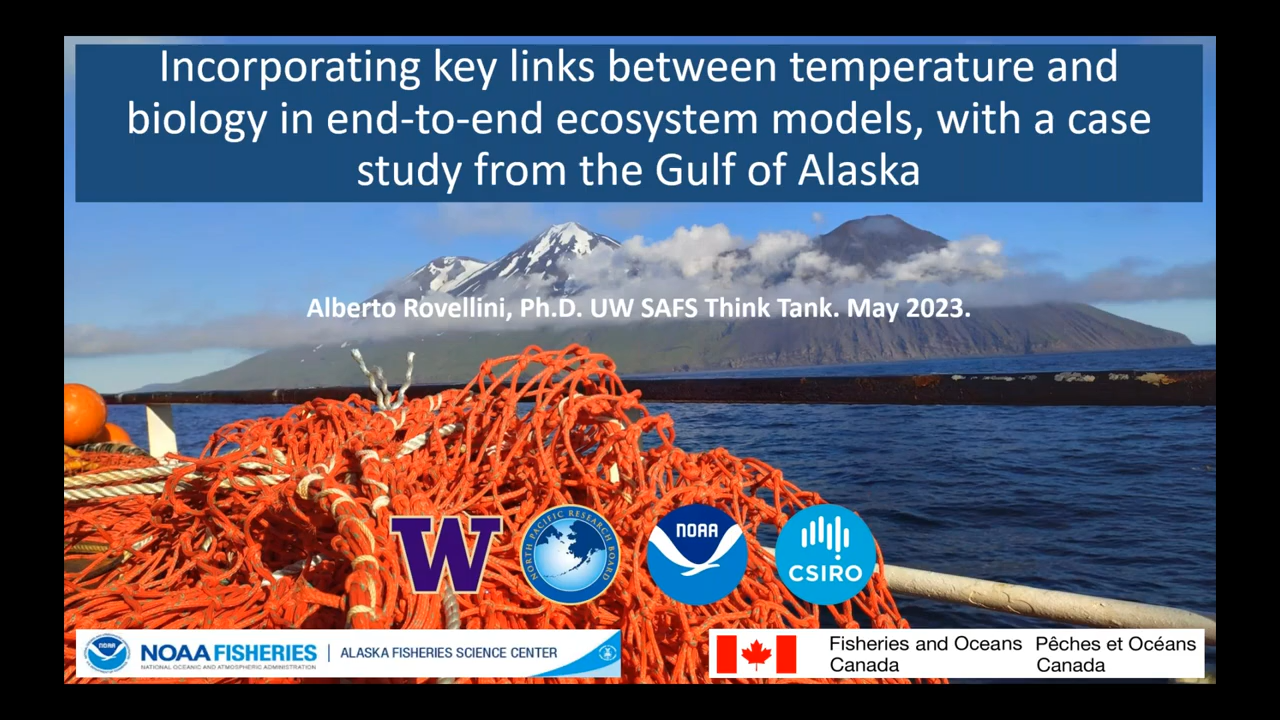 Incorporating key links between temperature and
biology in end-to-end ecosystem models, with a case
study from the Gulf of Alaska
Alberto Rovellini, Ph.D. UW SAFS Think Tank. May 2023.
W
NORTH PACIFIC RESEARCH BOARD
NOAA
CSIRO
NOAA
NOAA FISHERIES
NATIONAL OCEANIC AND ATMOSPHERIC ADMINISTRATION
ALASKA FISHERIES SCIENCE CENTER
Fisheries and Oceans
Canada
Pêches et Océans
Canada